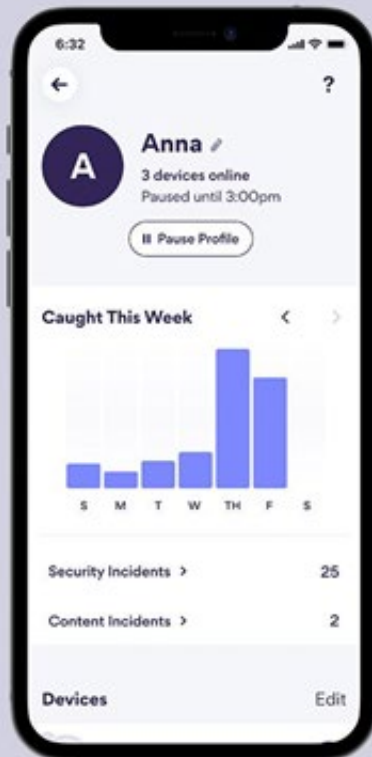 6:32
?
A
Anna
3 devices online
Paused until 3:00pm
Pause Profile
Caught This Week
S M T W TH F S
Security Incidents > 25
Content Incidents > 2
Devices Edit